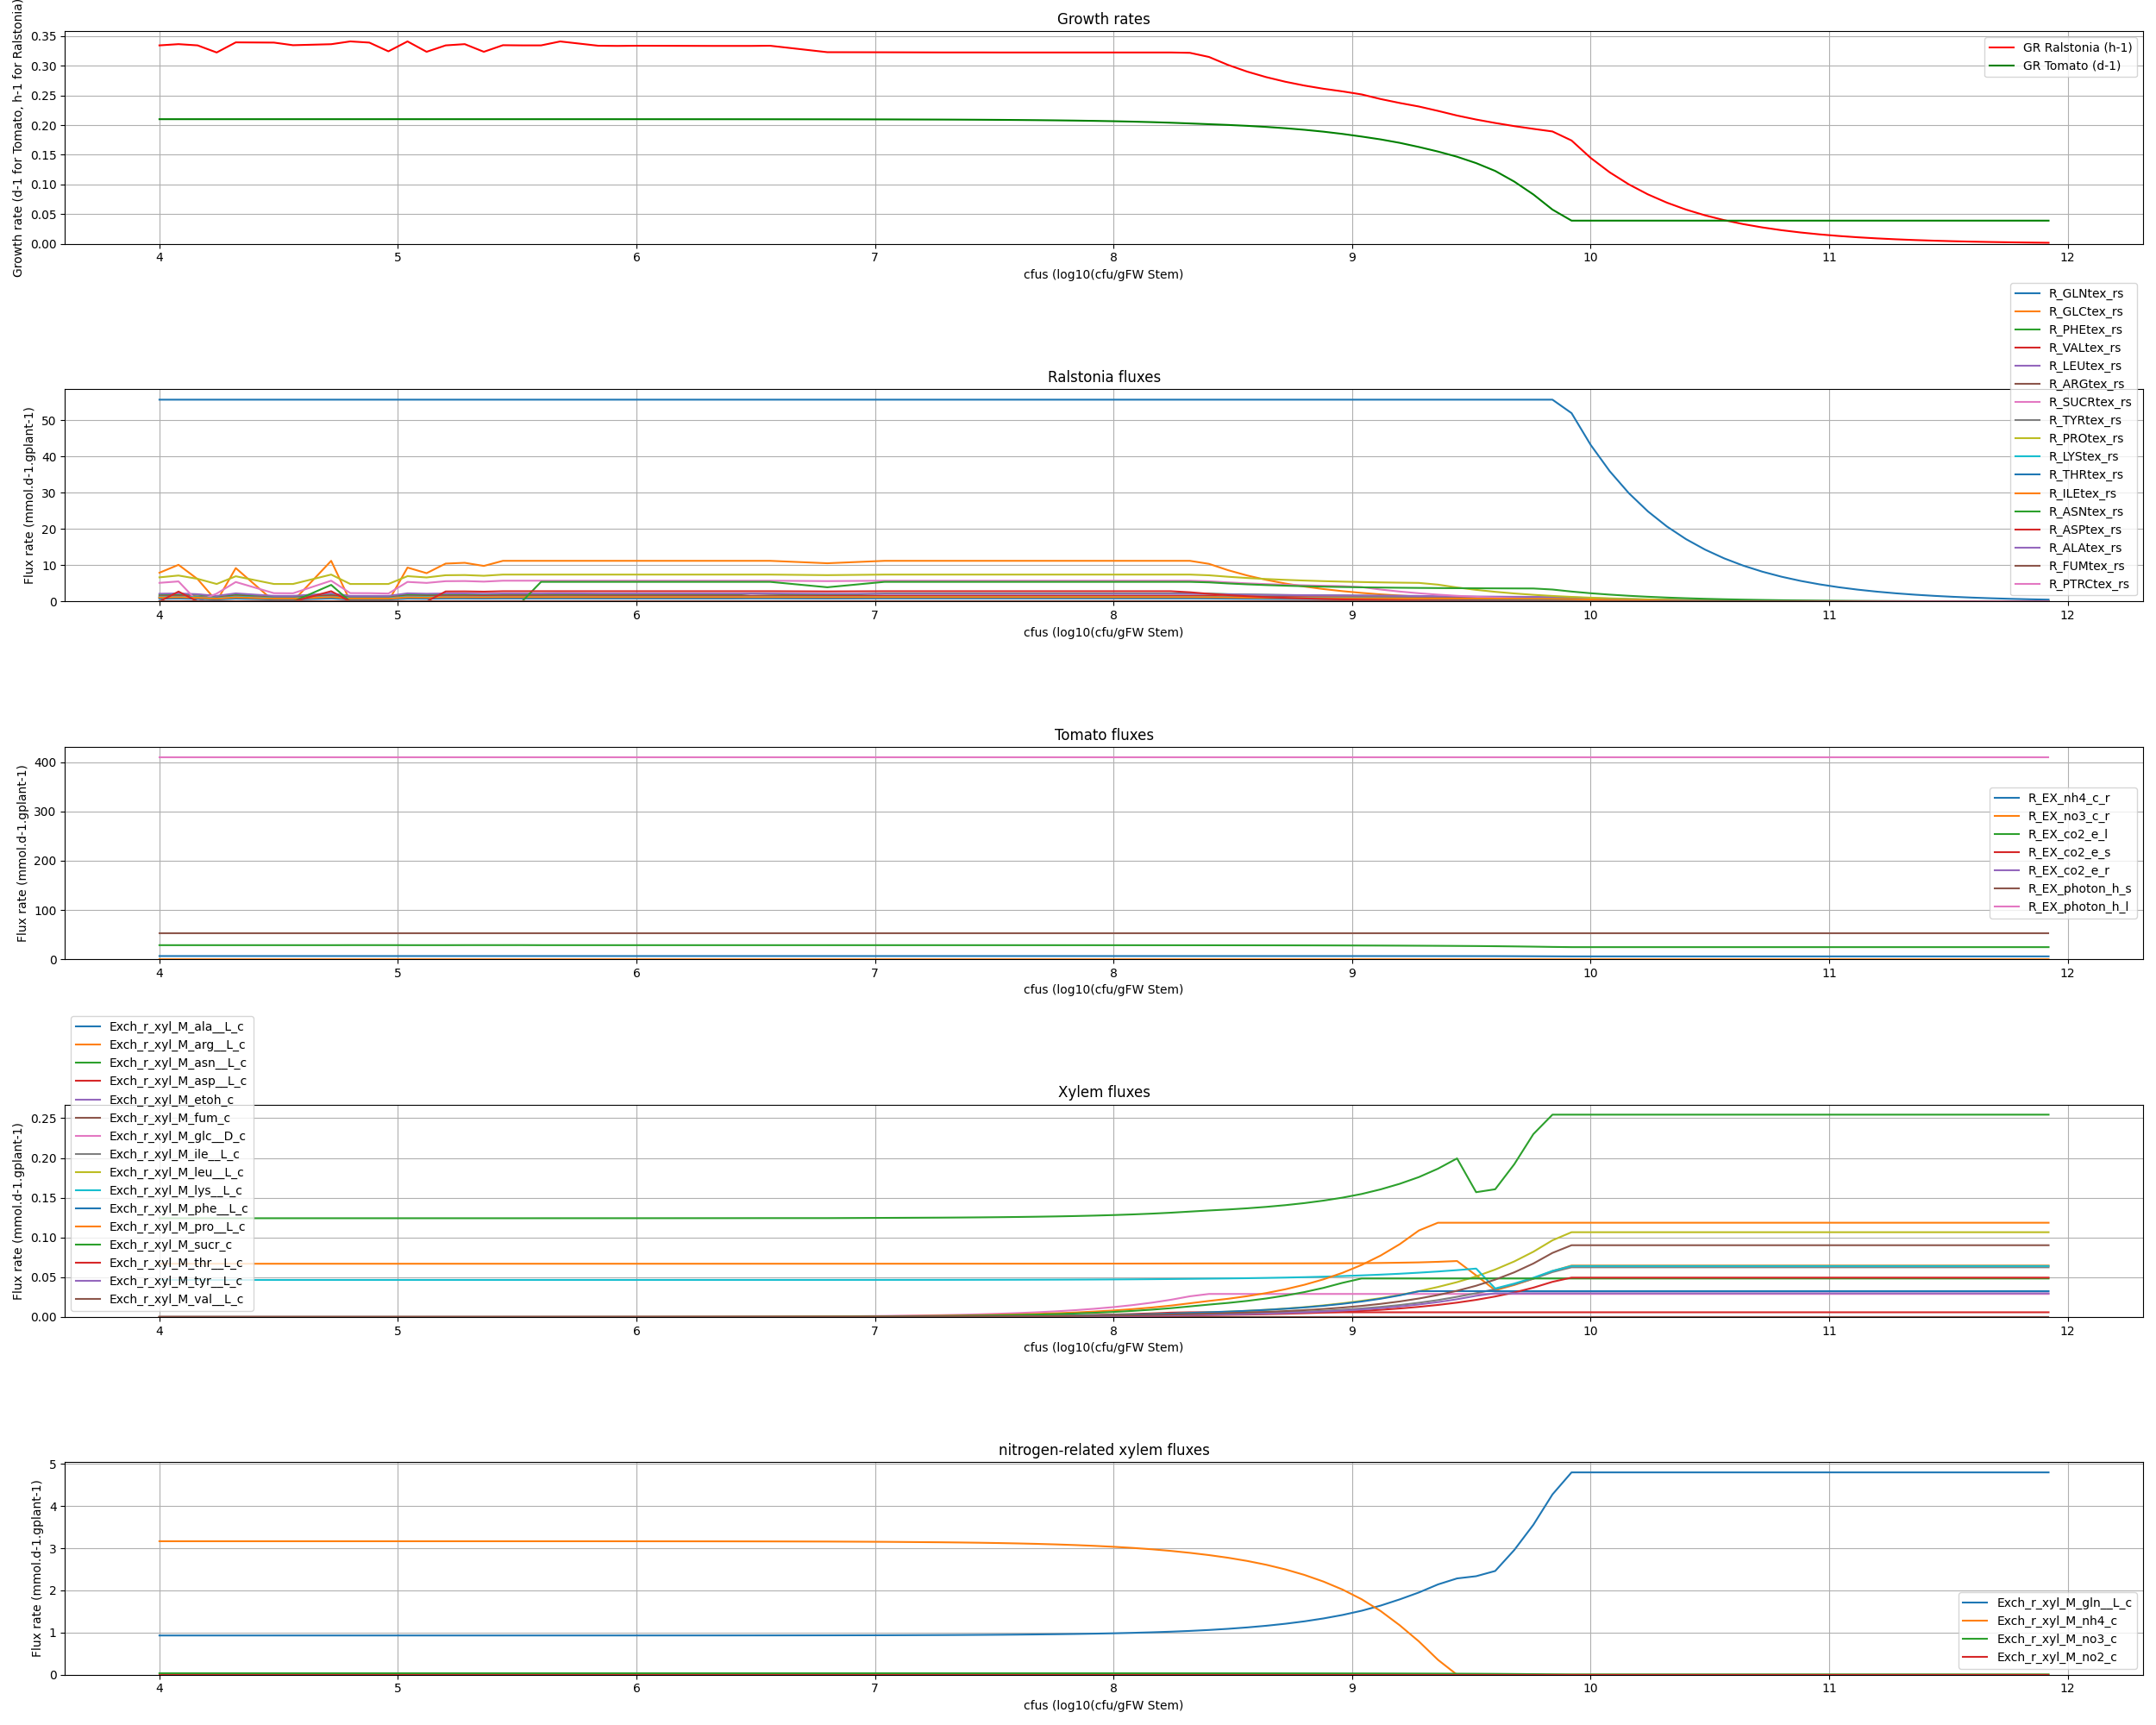 Growth rates
Growth rate (d-1 for Tomato, h-1 for Ralstonia)
0.35
0.30
0.25
0.20
0.15
0.10
0.05
0.00
GR Ralstonia (h-1)
GR Tomato (d-1)
4 5 6 7 8 9 10 11 12
cfus (log10(cfu/gFW Stem)
Ralstonia fluxes
Flux rate (mmol.d-1.gplant-1)
50
40
30
20
10
0
R_GLNtex_rs
R_GLCtex_rs
R_PHEtex_rs
R_VALtex_rs
R_LEUtex_rs
R_ARGtex_rs
R_SUCRtex_rs
R_TYRtex_rs
R_PROtex_rs
R_LYStex_rs
R_THRtex_rs
R_ILEtex_rs
R_ASNtex_rs
R_ASPtex_rs
R_ALAtex_rs
R_FUMtex_rs
R_PTRCtex_rs
4 5 6 7 8 9 10 11 12
cfus (log10(cfu/gFW Stem)
Tomato fluxes
Flux rate (mmol.d-1.gplant-1)
400
300
200
100
0
R_EX_nh4_c_r
R_EX_no3_c_r
R_EX_co2_e_l
R_EX_co2_e_s
R_EX_co2_e_r
R_EX_photon_h_s
R_EX_photon_h_l
4 5 6 7 8 9 10 11 12
cfus (log10(cfu/gFW Stem)
Xylem fluxes
Flux rate (mmol.d-1.gplant-1)
0.25
0.20
0.15
0.10
0.05
0.00
Exch_r_xyl_M_ala__L_c
Exch_r_xyl_M_arg__L_c
Exch_r_xyl_M_asn__L_c
Exch_r_xyl_M_asp__L_c
Exch_r_xyl_M_etoh_c
Exch_r_xyl_M_fum_c
Exch_r_xyl_M_glc__D_c
Exch_r_xyl_M_ile__L_c
Exch_r_xyl_M_leu__L_c
Exch_r_xyl_M_lys__L_c
Exch_r_xyl_M_phe__L_c
Exch_r_xyl_M_pro__L_c
Exch_r_xyl_M_sucr_c
Exch_r_xyl_M_thr__L_c
Exch_r_xyl_M_tyr__L_c
Exch_r_xyl_M_val__L_c
4 5 6 7 8 9 10 11 12
cfus (log10(cfu/gFW Stem)
nitrogen-related xylem fluxes
Flux rate (mmol.d-1.gplant-1)
5
4
3
2
1
0
Exch_r_xyl_M_gln__L_c
Exch_r_xyl_M_nh4_c
Exch_r_xyl_M_no3_c
Exch_r_xyl_M_no2_c
4 5 6 7 8 9 10 11 12
cfus (log10(cfu/gFW Stem)